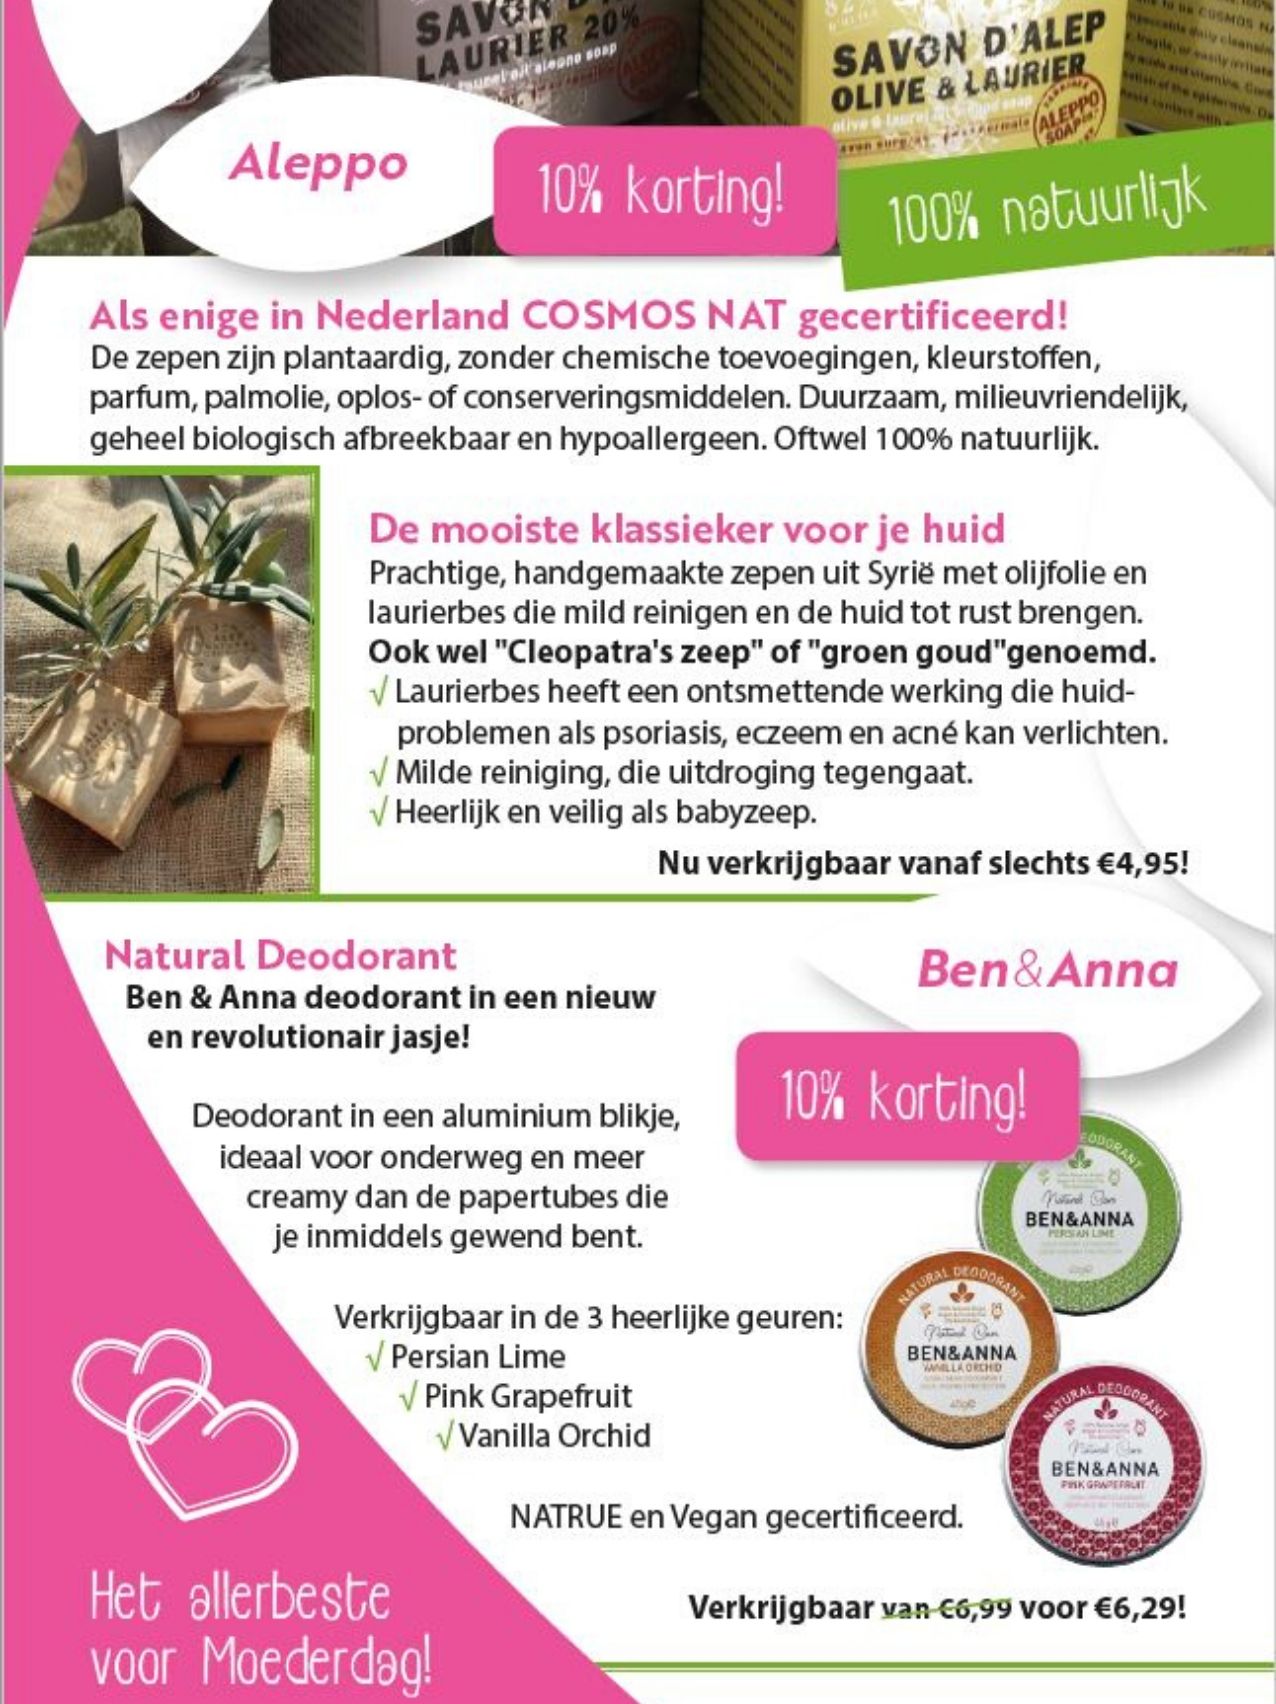 SAVON
LAURIER 20%
aleppo soap
SAVON D'ALEP
OLIVE & LAURIER
ALEPPO
SOAP
Aleppo
10% korting!
100% natuurlijk
Als enige in Nederland COSMOS NAT gecertificeerd!
De zepen zijn plantaardig, zonder chemische toevoegingen, kleurstoffen,
parfum, palmolie, oplos- of conserveringsmiddelen. Duurzaam, milieuvriendelijk,
geheel biologisch afbreekbaar en hypoallergeen. Oftwel 100% natuurlijk.
De mooiste klassieker voor je huid
Prachtige, handgemaakte zepen uit Syrië met olijfolie en
laurierbes die mild reinigen en de huid tot rust brengen.
Ook wel "Cleopatra's zeep" of "groen goud"genoemd.
√ Laurierbes heeft een ontsmettende werking die huid-
problemen als psoriasis, eczeem en acné kan verlichten.
√ Milde reiniging, die uitdroging tegengaat.
√ Heerlijk en veilig als babyzeep.
Nu verkrijgbaar vanaf slechts €4,95!
Natural Deodorant
Ben & Anna deodorant in een nieuw
en revolutionair jasje!
Ben&Anna
10% korting!
Deodorant in een aluminium blikje,
ideaal voor onderweg en meer
creamy dan de papertubes die
je inmiddels gewend bent.
Verkrijgbaar in de 3 heerlijke geuren:
√ Persian Lime
√ Pink Grapefruit
√ Vanilla Orchid
NATRUE en Vegan gecertificeerd.
Verkrijgbaar van €6,99 voor €6,29!
DEODORANT
Natural Care
BEN&ANNA
PERSIAN LIME
NATURAL DEODORANT
Natural Care
BEN&ANNA
VANILLA ORCHID
NATURAL DEODORANT
Natural Care
BEN&ANNA
PINK GRAPEFRUIT
Het allerbeste
voor Moederdag!